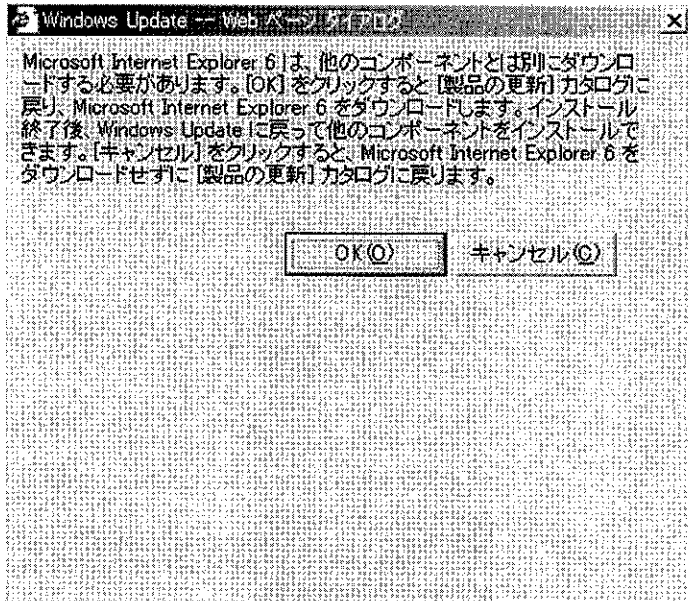 Windows Update -- Web ページ ダイアログ
Microsoft Internet Explorer 6 は、他のコンポーネントとは別にダウンロ
ードする必要があります。[OK] をクリックすると [製品の更新] カタログに
戻り、Microsoft Internet Explorer 6 をダウンロードします。インストール
終了後、Windows Update に戻って他のコンポーネントをインストールで
きます。[キャンセル] をクリックすると、Microsoft Internet Explorer 6 を
ダウンロードせずに [製品の更新] カタログに戻ります。
OK(O) キャンセル(C)